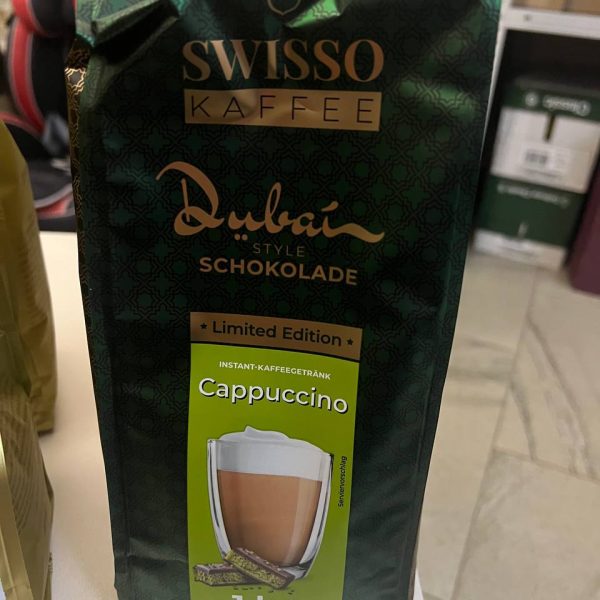 SWISSO
KAFFEE
Dubai
STYLE
SCHOKOLADE
★ Limited Edition ★
INSTANT-KAFFEEGETRÄNK
Cappuccino
Serviervorschlag